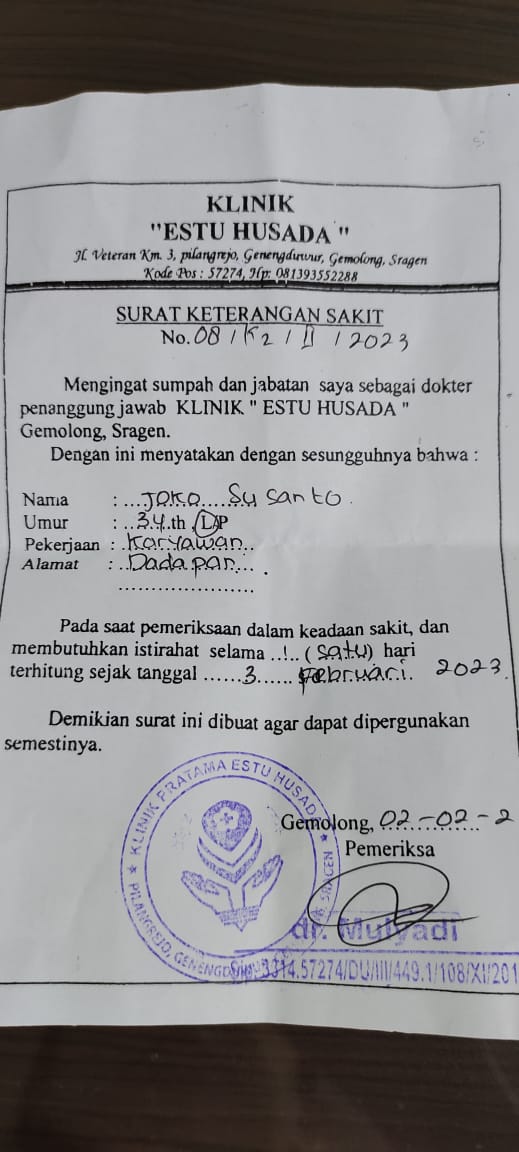 KLINIK
"ESTU HUSADA "
Jl. Veteran Km. 3, pilangrejo, Genengduwur, Gemolong, Sragen
Kode Pos : 57274, Hp: 081393552288
SURAT KETERANGAN SAKIT
No. 08 / K2 / II / 2023
Mengingat sumpah dan jabatan saya sebagai dokter
penanggung jawab KLINIK " ESTU HUSADA "
Gemolong, Sragen.
Dengan ini menyatakan dengan sesungguhnya bahwa :
Nama : ...Joko....Susanto.
Umur : ..34.th ,L/P
Pekerjaan : .Karyawan..
Alamat : ..Dadapan.... .
......................
Pada saat pemeriksaan dalam keadaan sakit, dan
membutuhkan istirahat selama ..1.. (satu) hari
terhitung sejak tanggal ......3...... Februari. 2023.
Demikian surat ini dibuat agar dapat dipergunakan
semestinya.
★ KLINIK PRATAMA ESTU HUSADA ★
PILANGREJO, GENENGDUWUR SRAGEN
Gemolong, 02-02-2
Pemeriksa
dr. Mulyadi
3314.57274/DU/III/449.1/108/XI/201